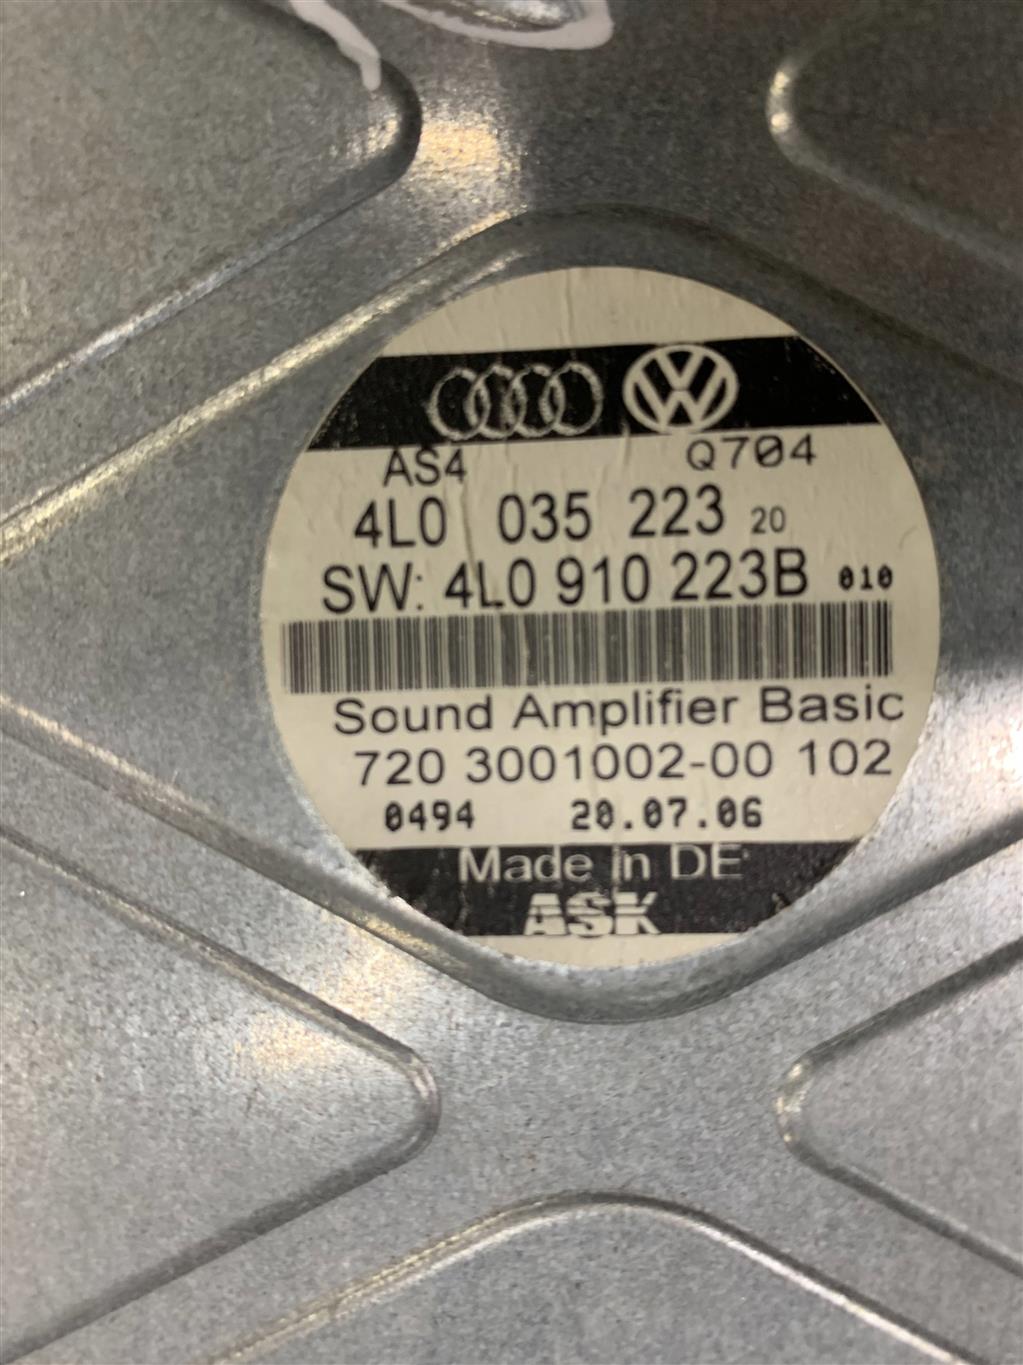 AS4 Q704
4L0 035 223 20
SW: 4L0 910 223B 010
Sound Amplifier Basic
720 3001002-00 102
0494 20.07.06
Made in DE
ASK